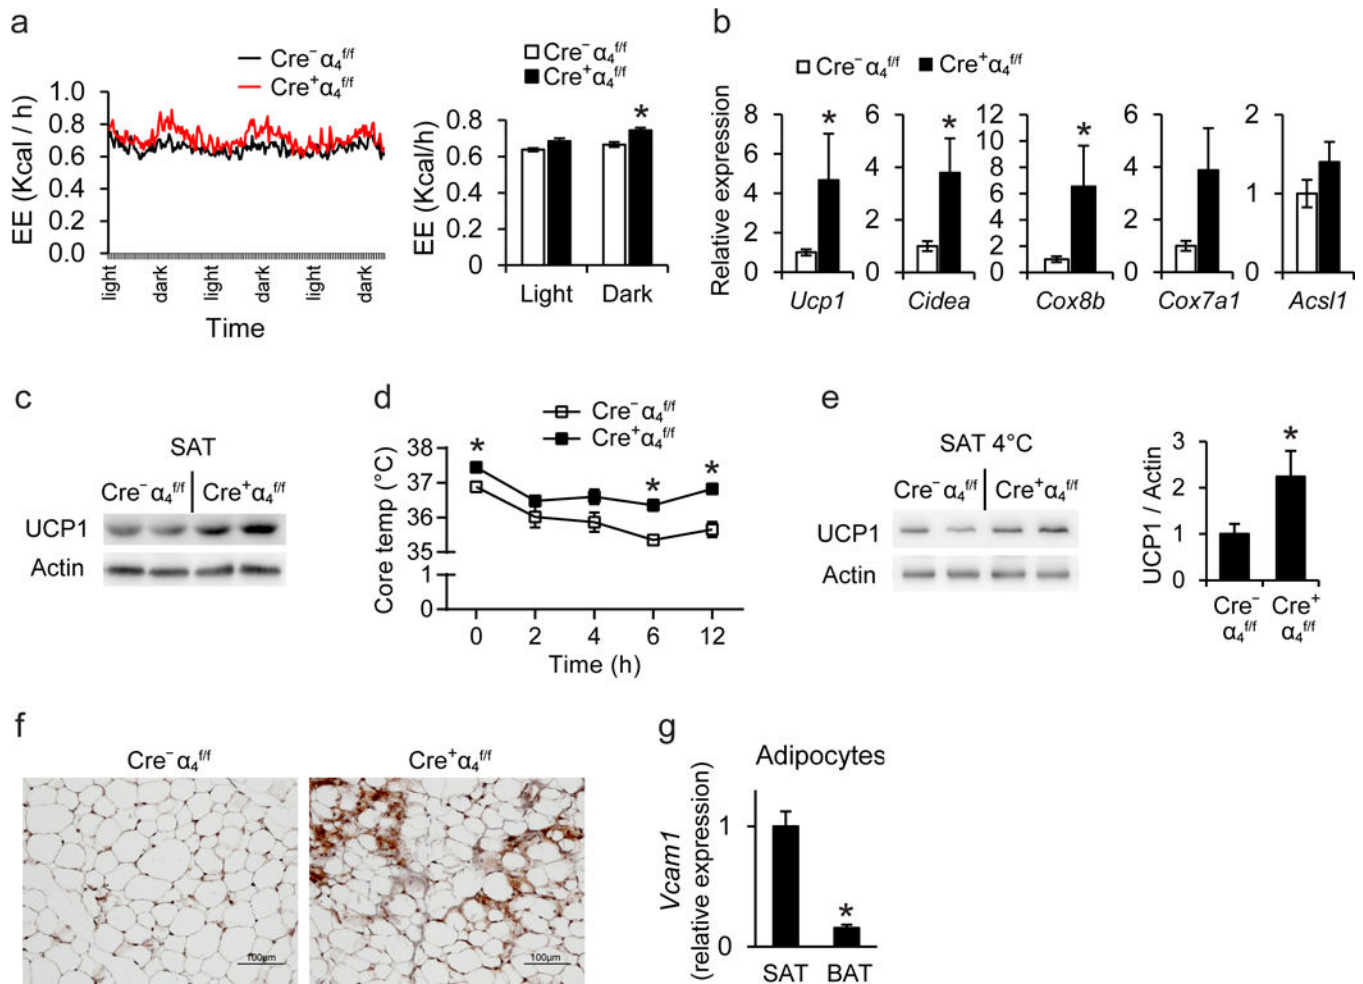 a
Cre⁻ α₄ᶠ/ᶠ
Cre⁺ α₄ᶠ/ᶠ
EE (Kcal / h)
1.0
0.8
0.6
0.4
0.2
0.0
light
dark
light
dark
light
dark
Time
Cre⁻ α₄ᶠ/ᶠ
Cre⁺ α₄ᶠ/ᶠ
EE (Kcal/h)
0.8
0.6
0.4
0.2
0
*
Light Dark
b
Cre⁻ α₄ᶠ/ᶠ Cre⁺ α₄ᶠ/ᶠ
Relative expression
8
6
4
2
0
*
Ucp1
6
4
2
0
*
Cidea
12
10
8
6
4
2
0
*
Cox8b
6
4
2
0
Cox7a1
2
1
0
Acsl1
c
SAT
Cre⁻ α₄ᶠ/ᶠ Cre⁺ α₄ᶠ/ᶠ
UCP1
Actin
d
Cre⁻ α₄ᶠ/ᶠ
Cre⁺ α₄ᶠ/ᶠ
Core temp (°C)
38
37
36
35
1
0
* * *
0 2 4 6 12
Time (h)
e
SAT 4°C
Cre⁻ α₄ᶠ/ᶠ Cre⁺ α₄ᶠ/ᶠ
UCP1
Actin
UCP1 / Actin
3
2
1
0
*
Cre⁻ Cre⁺
α₄ᶠ/ᶠ α₄ᶠ/ᶠ
f
Cre⁻ α₄ᶠ/ᶠ Cre⁺ α₄ᶠ/ᶠ
100µm 100µm
g
Adipocytes
Vcam1
(relative expression)
1
0
*
SAT BAT